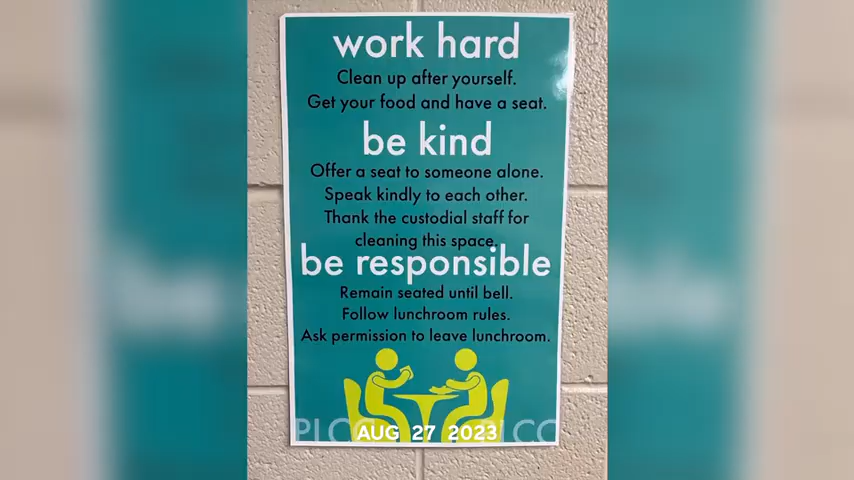 work hard
Clean up after yourself.
Get your food and have a seat.
be kind
Offer a seat to someone alone.
Speak kindly to each other.
Thank the custodial staff for
cleaning this space.
be responsible
Remain seated until bell.
Follow lunchroom rules.
Ask permission to leave lunchroom.
AUG 27 2023